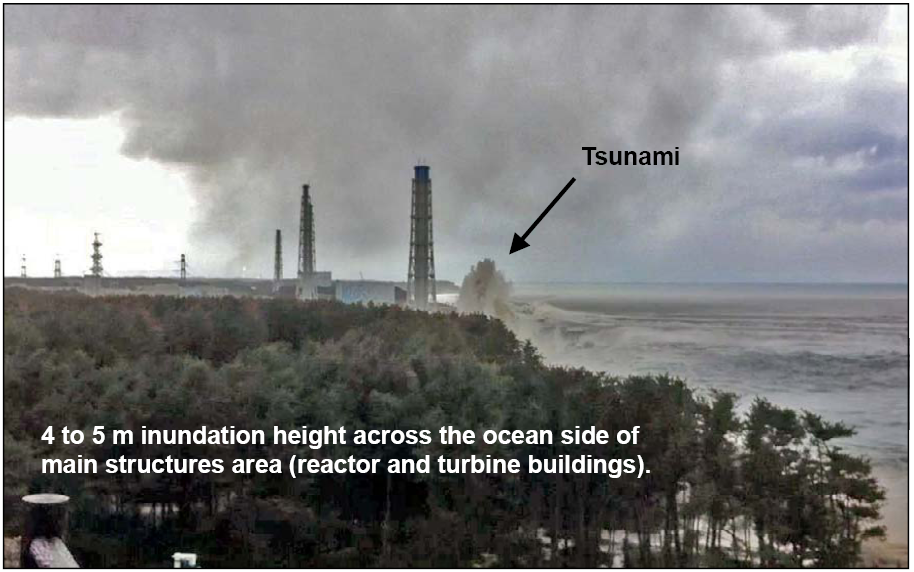 Tsunami
4 to 5 m inundation height across the ocean side of
main structures area (reactor and turbine buildings).